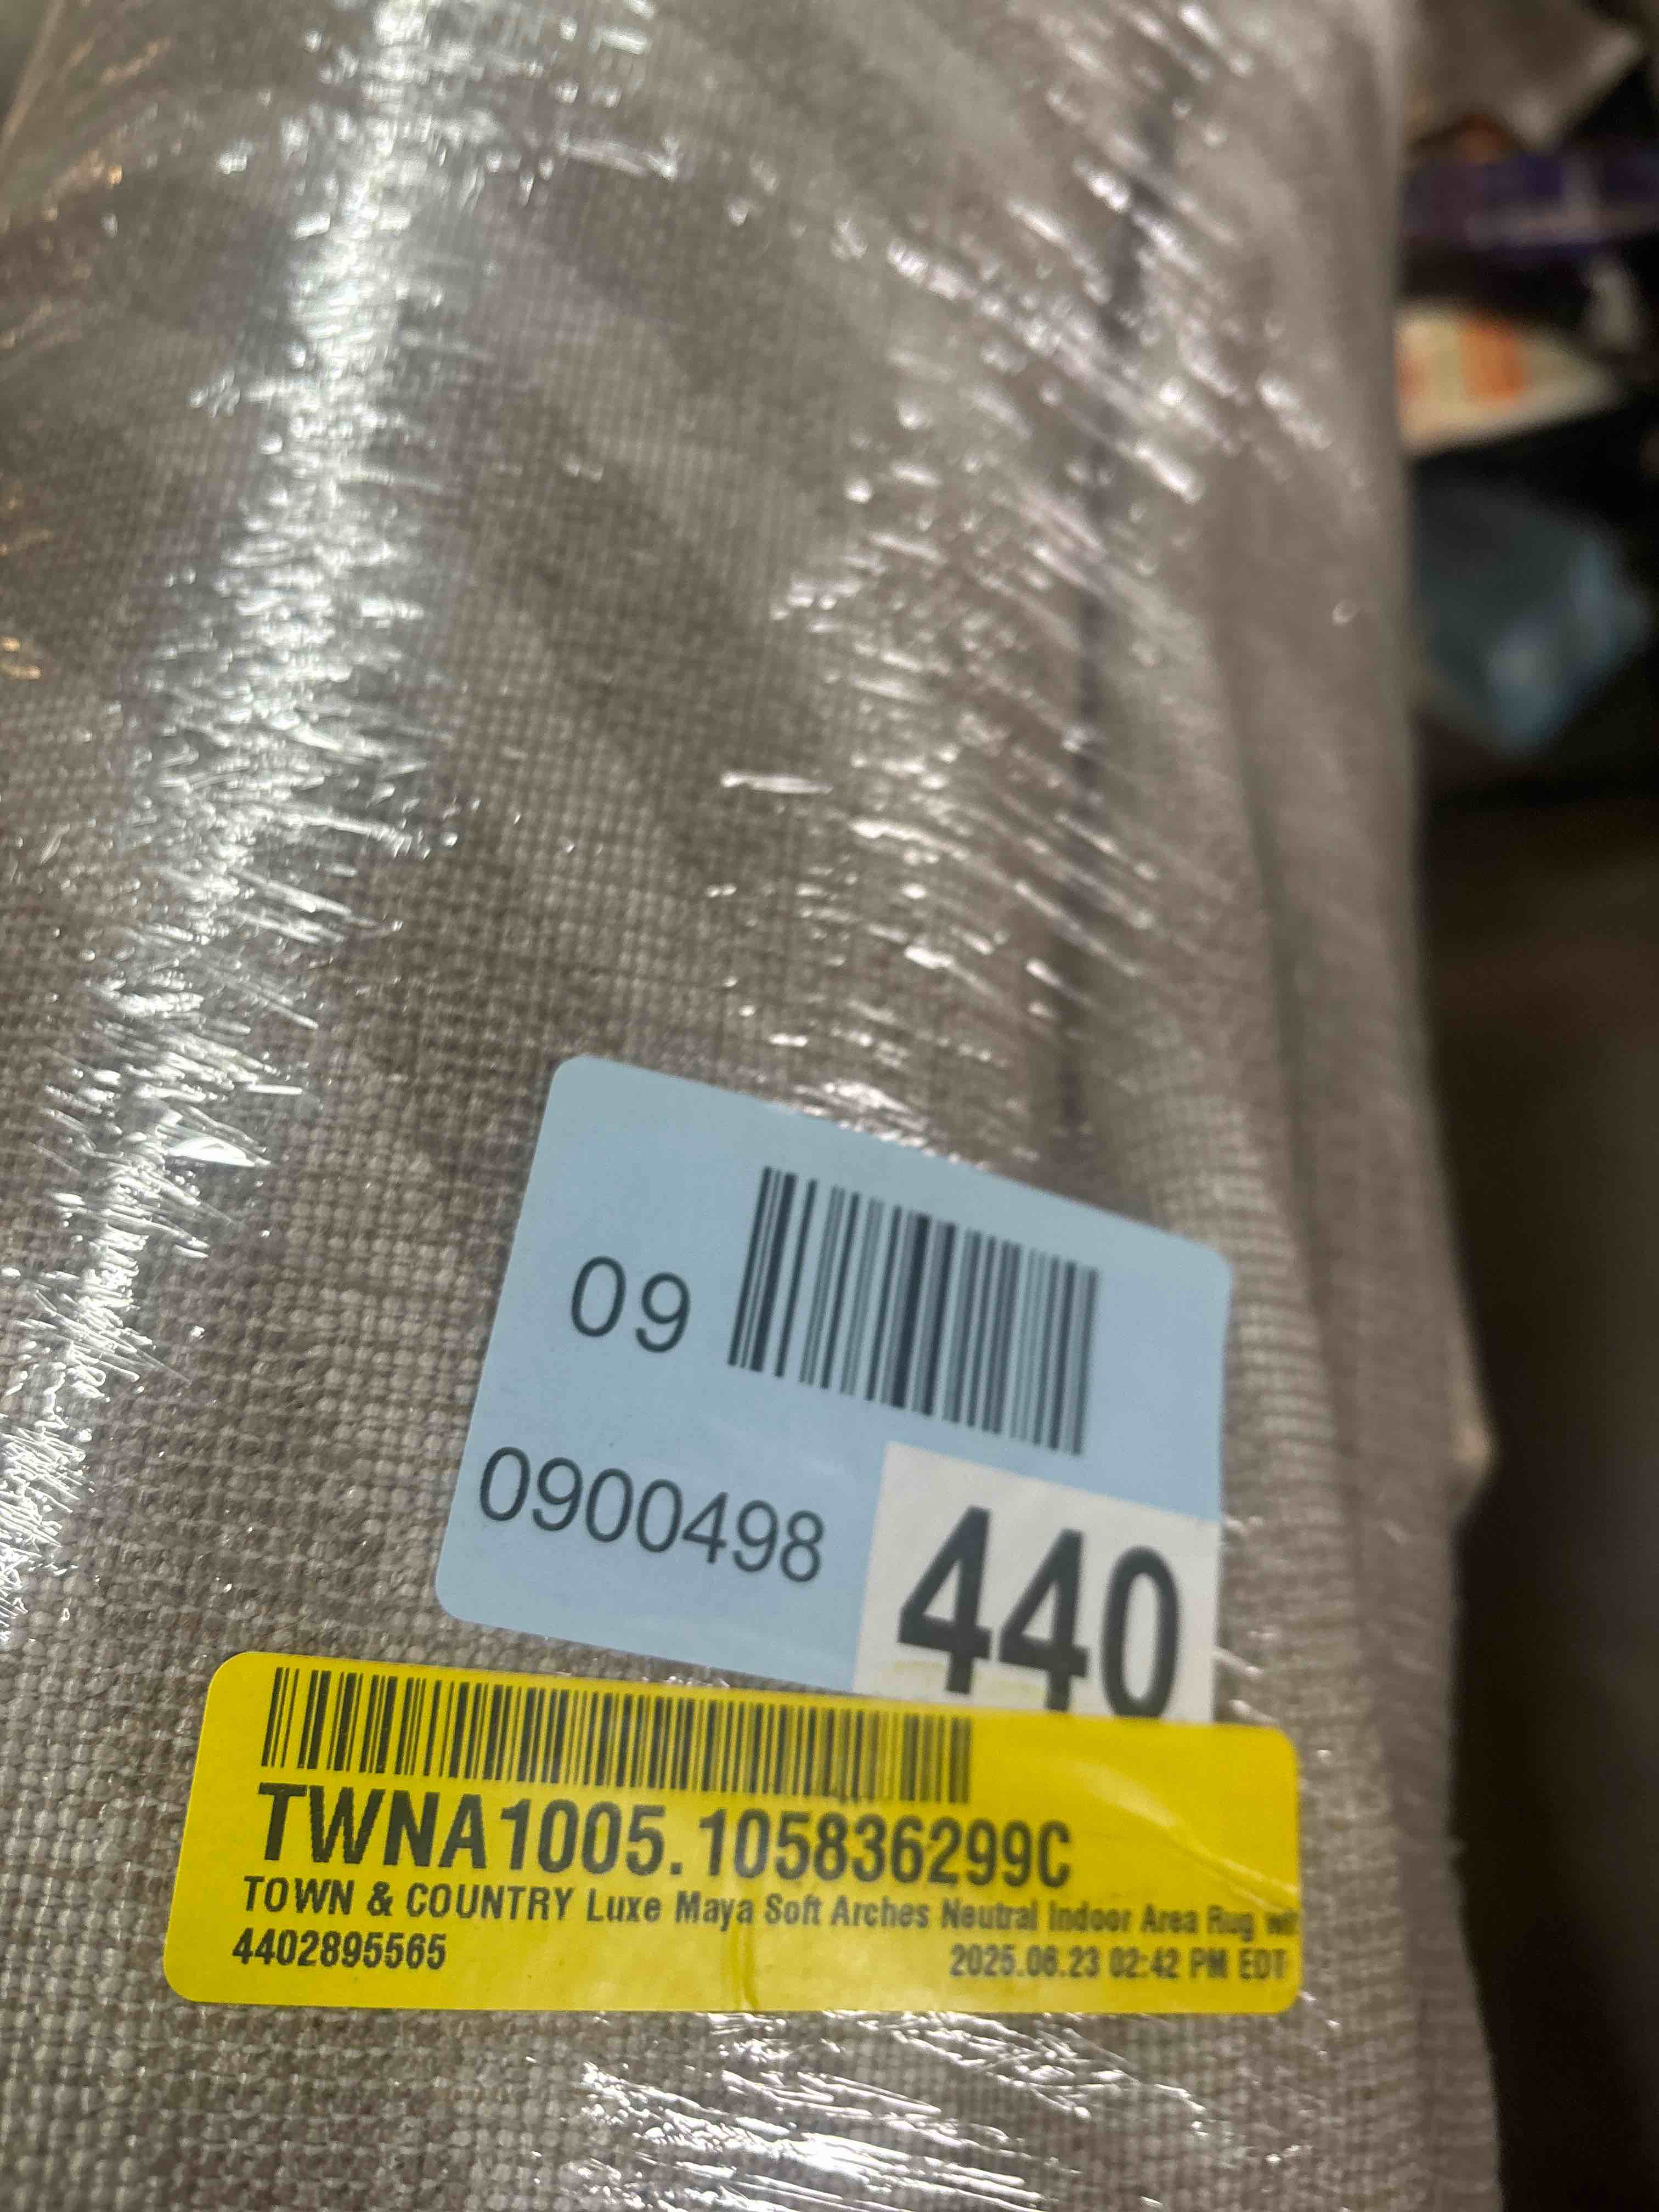 09
0900498
440
TWNA1005.105836299C
TOWN & COUNTRY Luxe Maya Soft Arches Neutral Indoor Area Rug
4402895565
2025.06.23 02:42 PM EDT